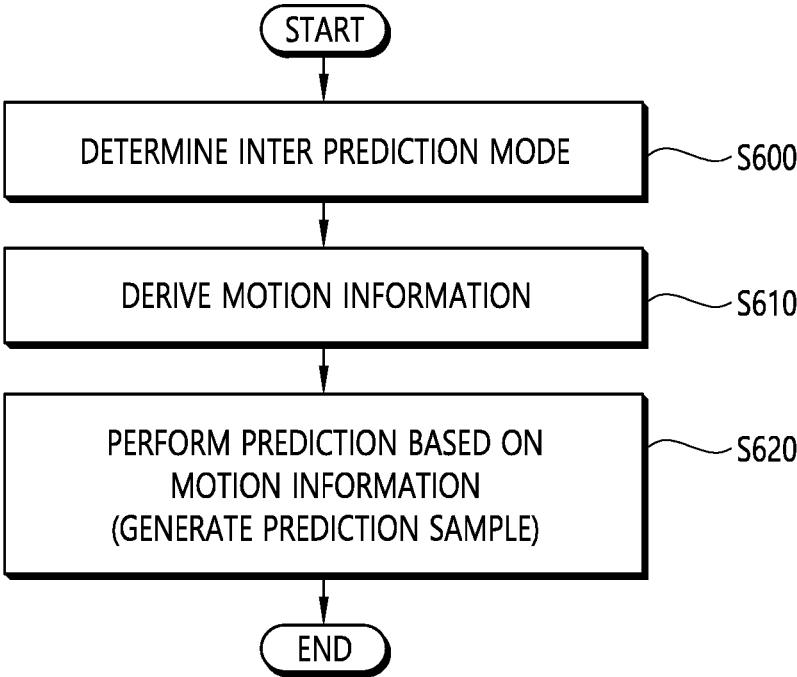 START
DETERMINE INTER PREDICTION MODE
S600
DERIVE MOTION INFORMATION
S610
PERFORM PREDICTION BASED ON
MOTION INFORMATION
(GENERATE PREDICTION SAMPLE)
S620
END